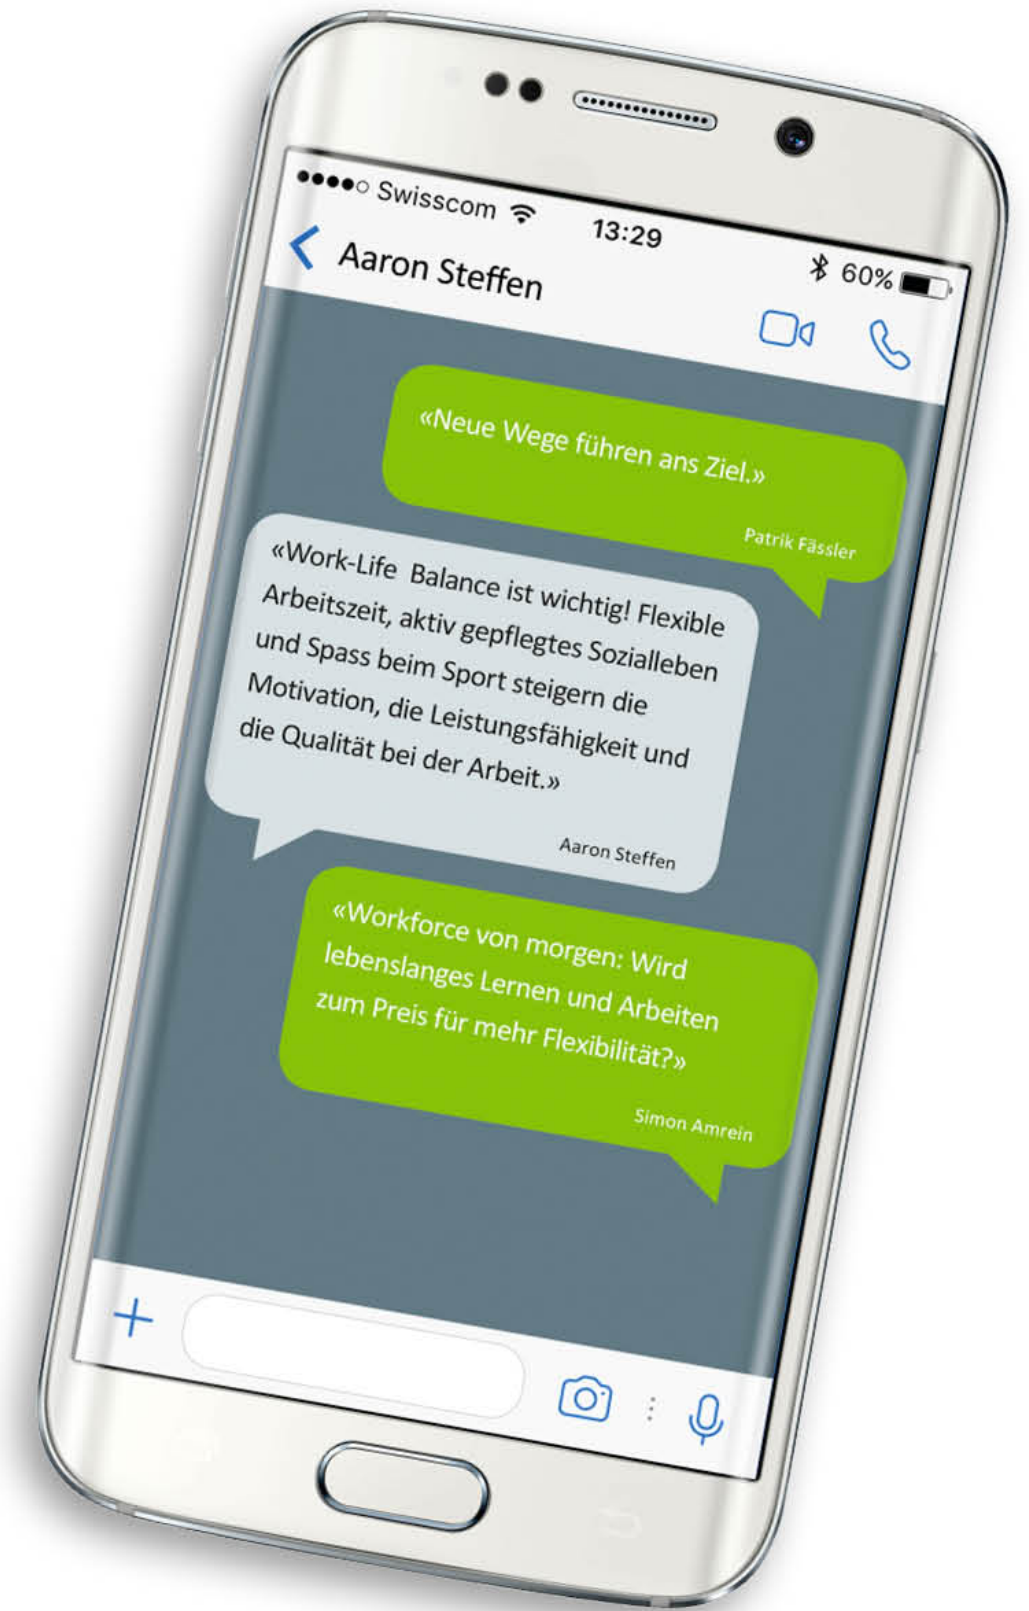 Swisscom
13:29
60%
Aaron Steffen
«Neue Wege führen ans Ziel.»
Patrik Fässler
«Work-Life Balance ist wichtig! Flexible
Arbeitszeit, aktiv gepflegtes Sozialleben
und Spass beim Sport steigern die
Motivation, die Leistungsfähigkeit und
die Qualität bei der Arbeit.»
Aaron Steffen
«Workforce von morgen: Wird
lebenslanges Lernen und Arbeiten
zum Preis für mehr Flexibilität?»
Simon Amrein